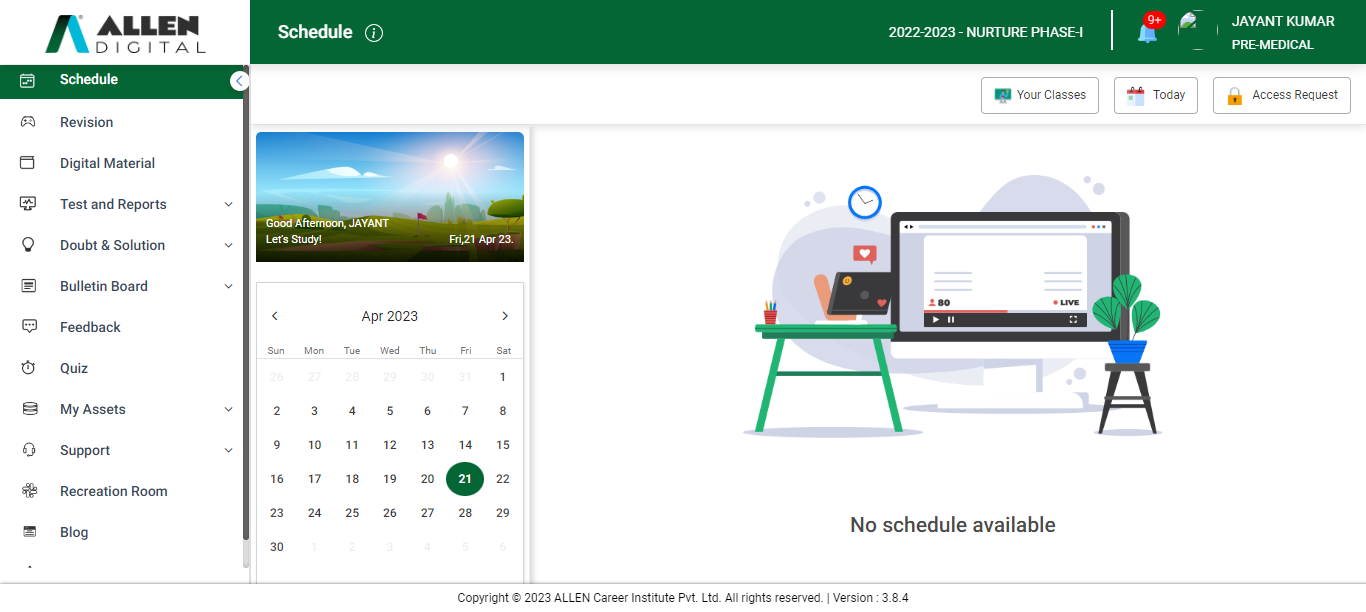 ALLEN
DIGITAL
Schedule
2022-2023 - NURTURE PHASE-I
9+
JAYANT KUMAR
PRE-MEDICAL
Schedule
Revision
Digital Material
Test and Reports
Doubt & Solution
Bulletin Board
Feedback
Quiz
My Assets
Support
Recreation Room
Blog
Your Classes
Today
Access Request
Good Afternoon, JAYANT
Let's Study!
Fri,21 Apr 23.
Apr 2023
Sun Mon Tue Wed Thu Fri Sat
26 27 28 29 30 31 1
2 3 4 5 6 7 8
9 10 11 12 13 14 15
16 17 18 19 20 21 22
23 24 25 26 27 28 29
30 1 2 3 4 5 6
80
LIVE
No schedule available
Copyright © 2023 ALLEN Career Institute Pvt. Ltd. All rights reserved. | Version : 3.8.4